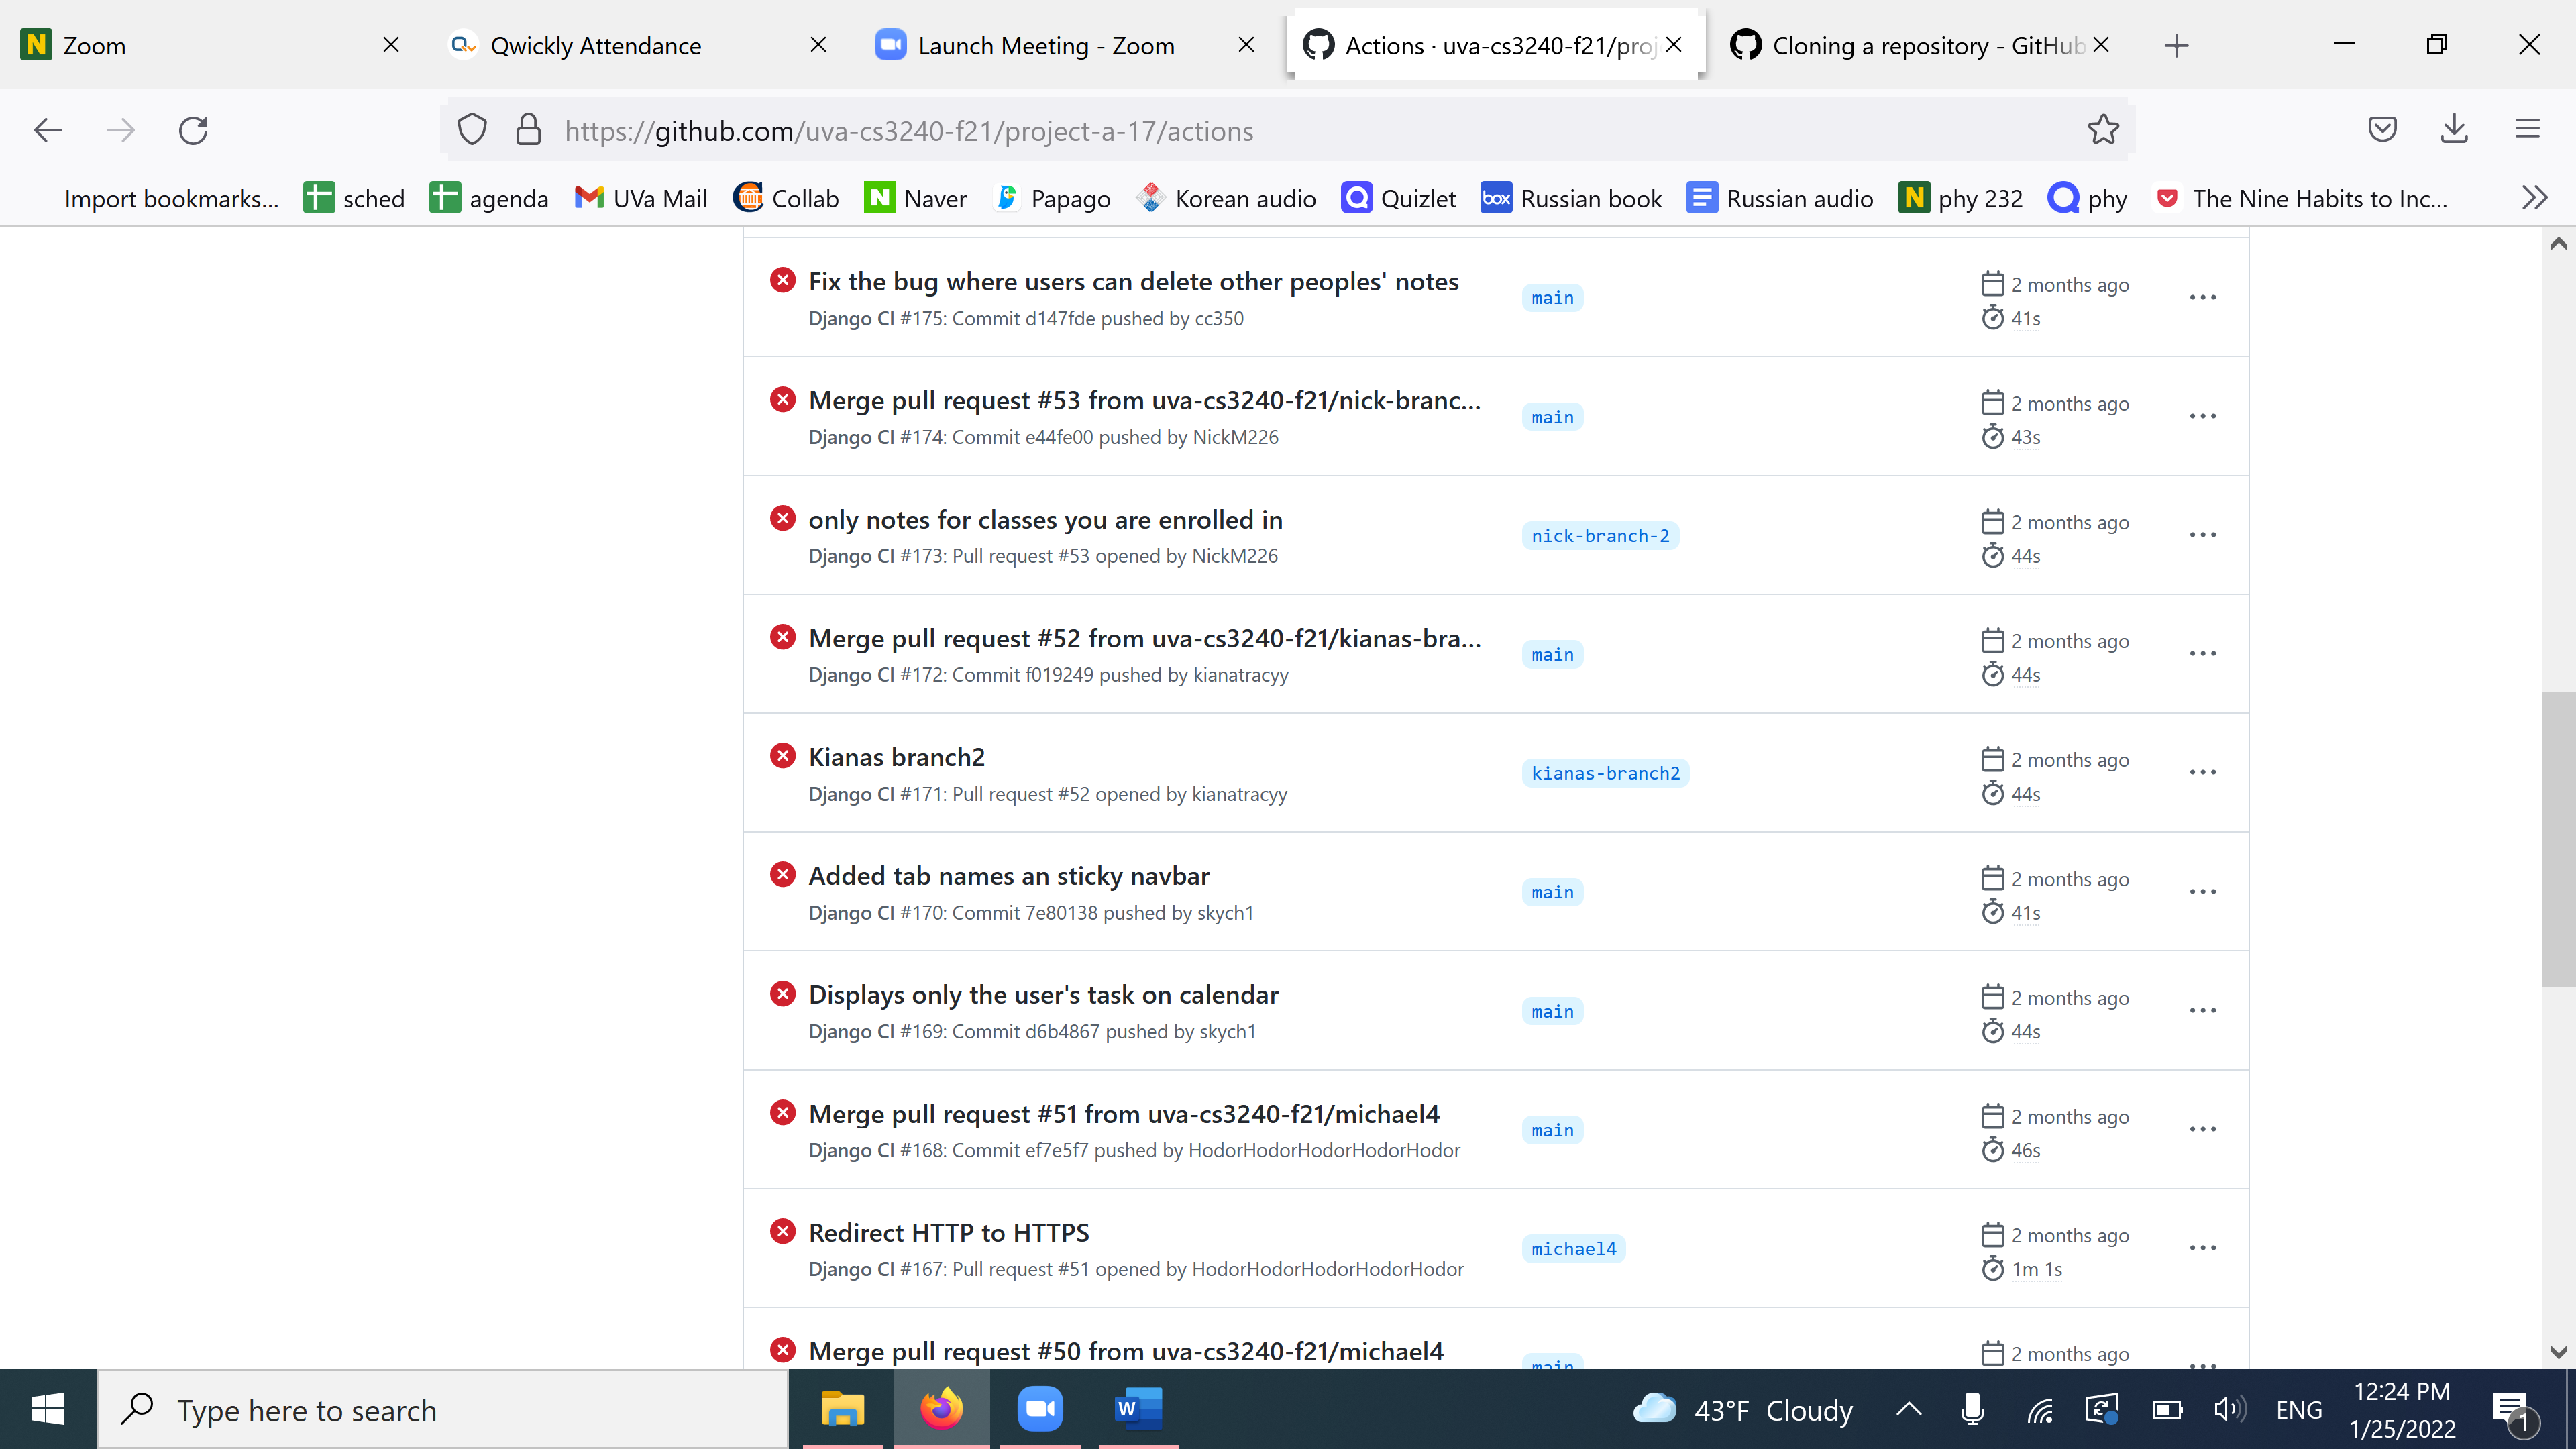 Zoom
Qwickly Attendance
Launch Meeting - Zoom
Actions · uva-cs3240-f21/proj
Cloning a repository - GitHub
https://github.com/uva-cs3240-f21/project-a-17/actions
Import bookmarks...
sched
agenda
UVa Mail
Collab
Naver
Papago
Korean audio
Quizlet
box
Russian book
Russian audio
phy 232
phy
The Nine Habits to Inc...
Fix the bug where users can delete other peoples' notes
Django CI #175: Commit d147fde pushed by cc350
main
2 months ago
41s
Merge pull request #53 from uva-cs3240-f21/nick-branc...
Django CI #174: Commit e44fe00 pushed by NickM226
main
2 months ago
43s
only notes for classes you are enrolled in
Django CI #173: Pull request #53 opened by NickM226
nick-branch-2
2 months ago
44s
Merge pull request #52 from uva-cs3240-f21/kianas-bra...
Django CI #172: Commit f019249 pushed by kianatracyy
main
2 months ago
44s
Kianas branch2
Django CI #171: Pull request #52 opened by kianatracyy
kianas-branch2
2 months ago
44s
Added tab names an sticky navbar
Django CI #170: Commit 7e80138 pushed by skych1
main
2 months ago
41s
Displays only the user's task on calendar
Django CI #169: Commit d6b4867 pushed by skych1
main
2 months ago
44s
Merge pull request #51 from uva-cs3240-f21/michael4
Django CI #168: Commit ef7e5f7 pushed by HodorHodorHodorHodorHodor
main
2 months ago
46s
Redirect HTTP to HTTPS
Django CI #167: Pull request #51 opened by HodorHodorHodorHodorHodor
michael4
2 months ago
1m 1s
Merge pull request #50 from uva-cs3240-f21/michael4
main
2 months ago
Type here to search
43°F Cloudy
ENG
12:24 PM
1/25/2022
1